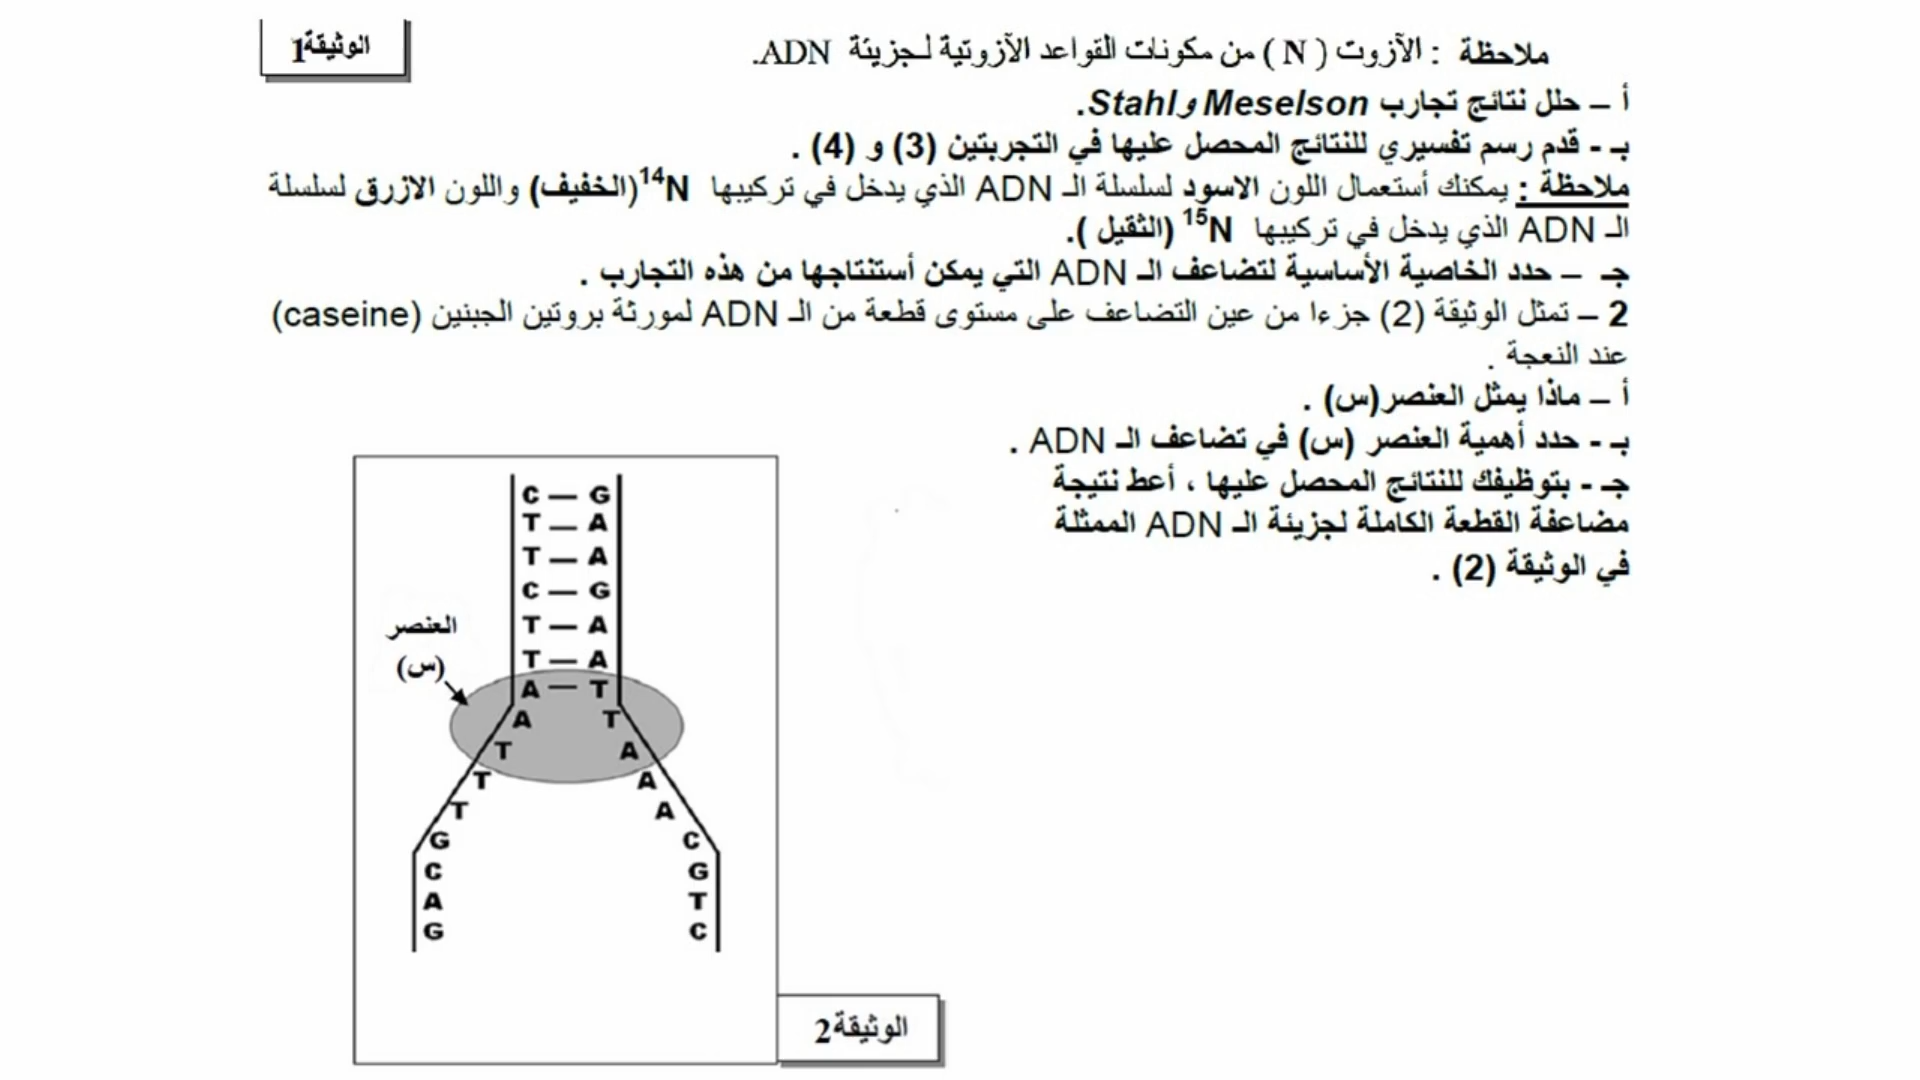 الوثيقة1
ملاحظة : الآزوت ( N ) من مكونات القواعد الآزوتية لـجزيئة ADN.
أ – حلل نتائج تجارب Meselson وStahl.
بـ - قدم رسم تفسيري للنتائج المحصل عليها في التجربتين (3) و (4) .
ملاحظة : يمكنك أستعمال اللون الاسود لسلسلة الـ ADN الذي يدخل في تركيبها 14N(الخفيف) واللون الازرق لسلسلة
الـ ADN الذي يدخل في تركيبها 15N (الثقيل ).
جـ – حدد الخاصية الأساسية لتضاعف الـ ADN التي يمكن أستنتاجها من هذه التجارب .
2 – تمثل الوثيقة (2) جزءا من عين التضاعف على مستوى قطعة من الـ ADN لمورثة بروتين الجبنين (caseine)
عند النعجة .
أ – ماذا يمثل العنصر(س) .
بـ - حدد أهمية العنصر (س) في تضاعف الـ ADN .
جـ - بتوظيفك للنتائج المحصل عليها ، أعط نتيجة
مضاعفة القطعة الكاملة لجزيئة الـ ADN الممثلة
في الوثيقة (2) .
C — G
T — A
T — A
C — G
T — A
T — A
A — T
A T
T A
T A
T A
G C
C G
A T
G C
العنصر
(س)
الوثيقة2